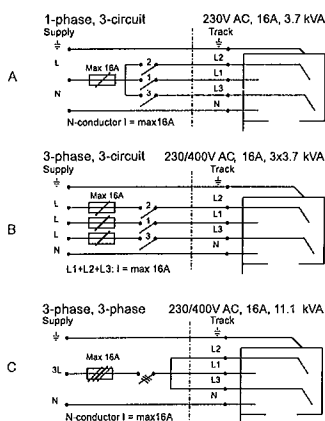 1-phase, 3-circuit 230V AC, 16A, 3.7 kVA
Supply Track
L2
L Max 16A 2
A 1 L1
3 L3
N N
N-conductor I = max16A
3-phase, 3-circuit 230/400V AC, 16A, 3x3.7 kVA
Supply Track
Max 16A L2
L 2 L1
B L 1
L 3 L3
N N
L1+L2+L3: I = max 16A
3-phase, 3-phase 230/400V AC, 16A, 11.1 kVA
Supply Track
L2
Max 16A
C 3L L1
L3
N N
N-conductor I = max16A